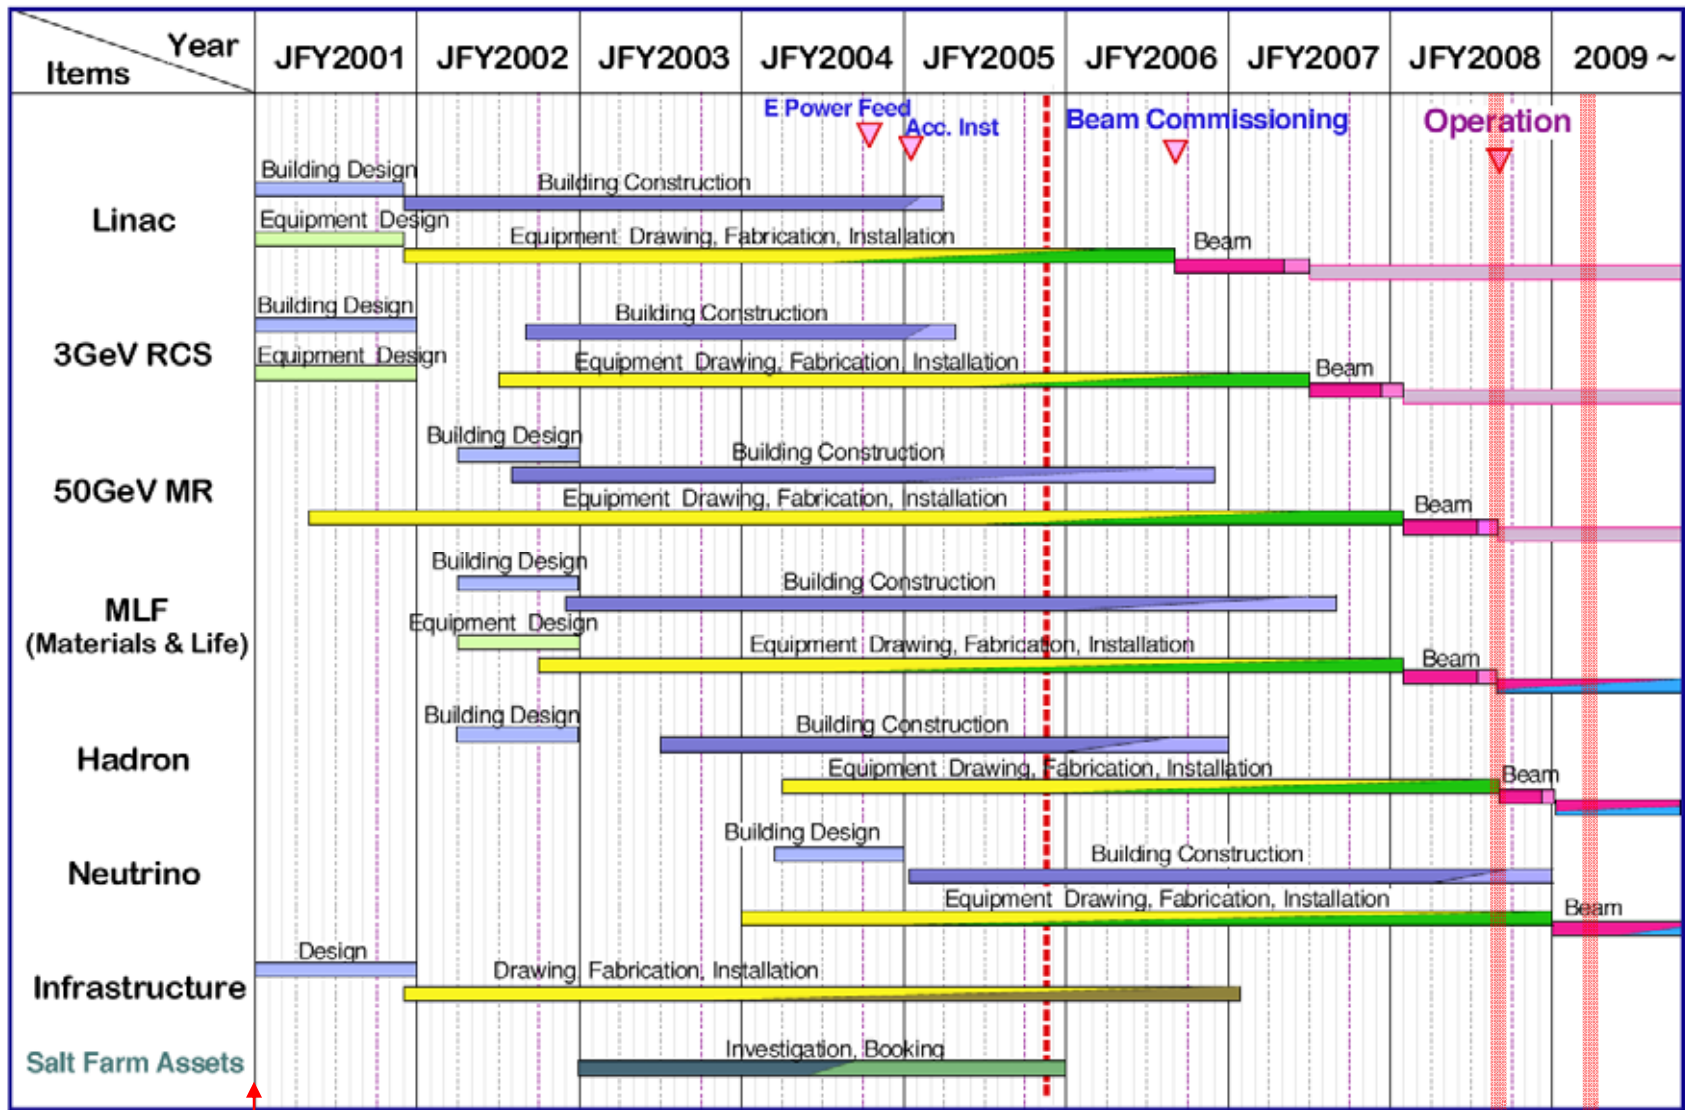 Year
Items
JFY2001 JFY2002 JFY2003 JFY2004 JFY2005 JFY2006 JFY2007 JFY2008 2009 ~
E Power Feed
Acc. Inst
Beam Commissioning
Operation
Linac
Building Design
Building Construction
Equipment Design
Equipment Drawing, Fabrication, Installation
Beam
3GeV RCS
Building Design
Building Construction
Equipment Design
Equipment Drawing, Fabrication, Installation
Beam
50GeV MR
Building Design
Building Construction
Equipment Drawing, Fabrication, Installation
Beam
MLF
(Materials & Life)
Building Design
Building Construction
Equipment Design
Equipment Drawing, Fabrication, Installation
Beam
Hadron
Building Design
Building Construction
Equipment Drawing, Fabrication, Installation
Beam
Neutrino
Building Design
Building Construction
Equipment Drawing, Fabrication, Installation
Beam
Infrastructure
Design
Drawing, Fabrication, Installation
Salt Farm Assets
Investigation, Booking